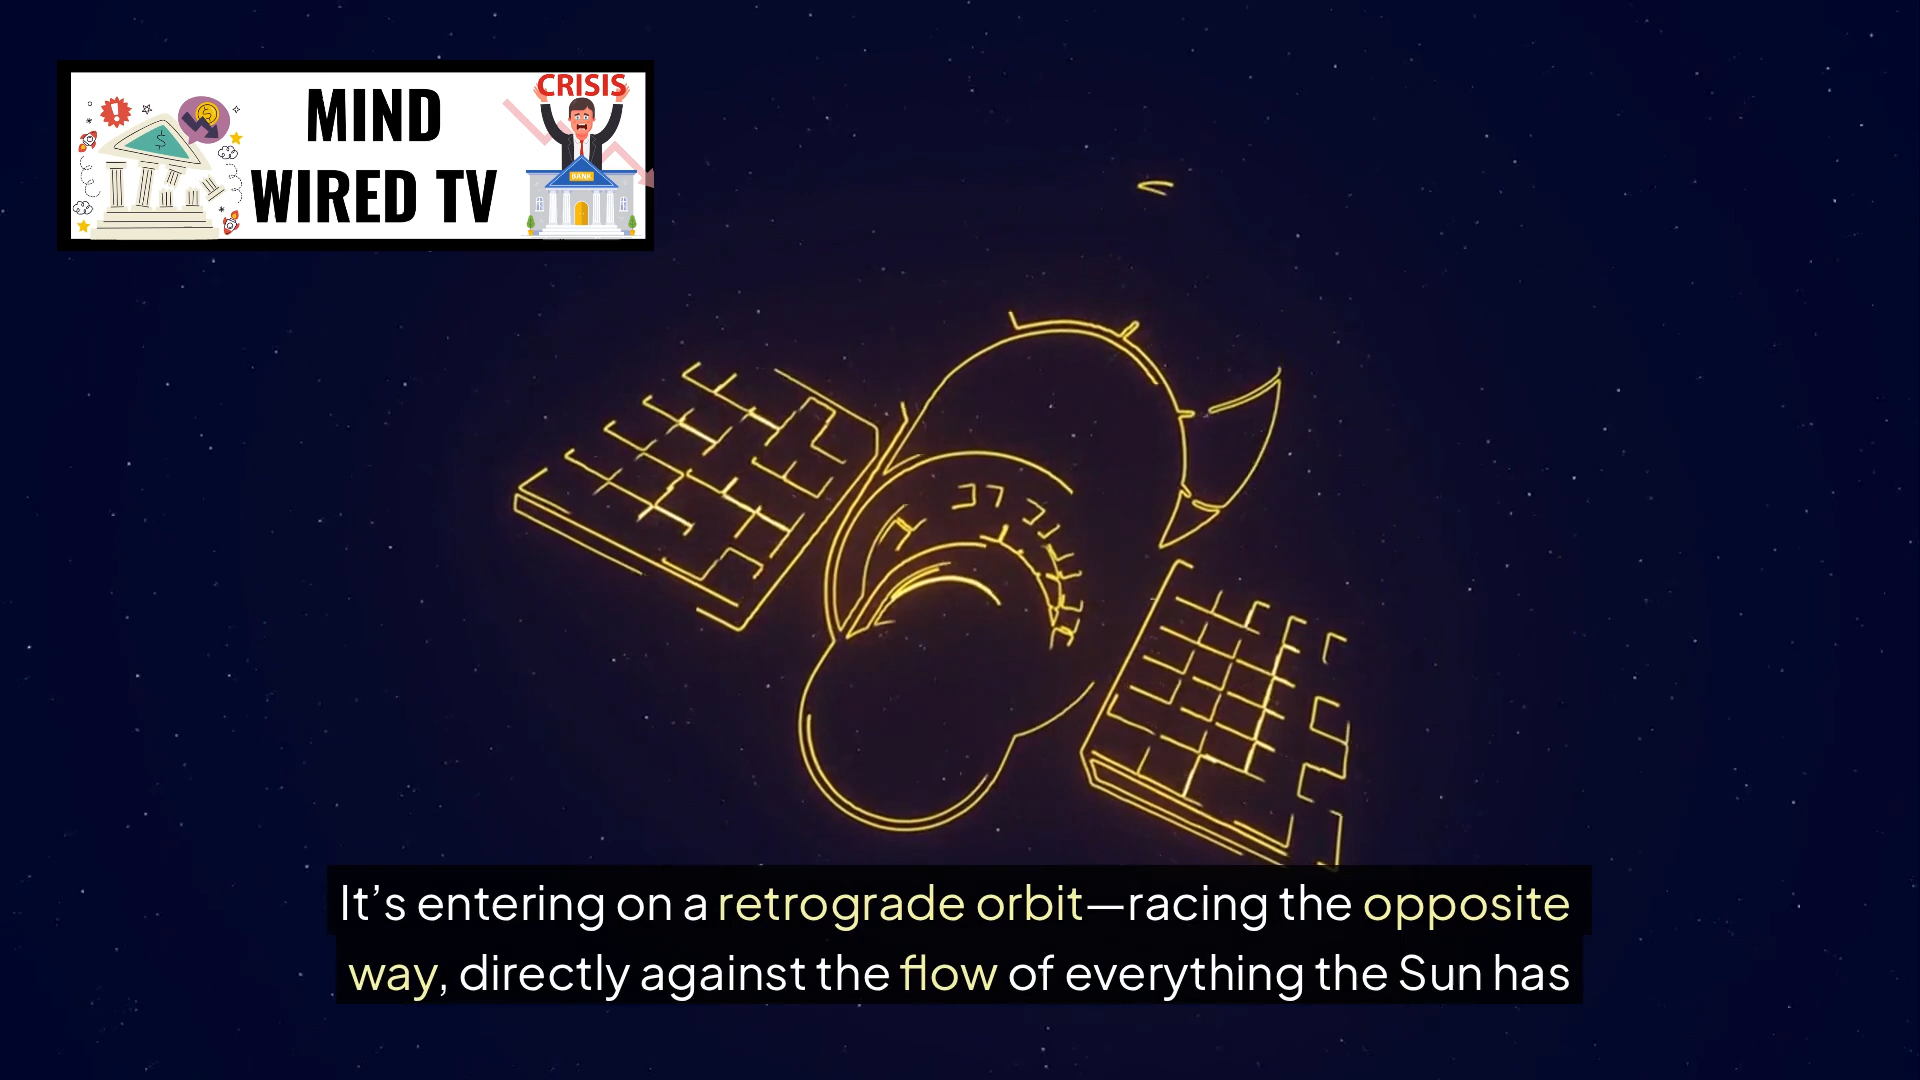 CRISIS
MIND
WIRED TV
BANK
It’s entering on a retrograde orbit—racing the opposite
way, directly against the flow of everything the Sun has